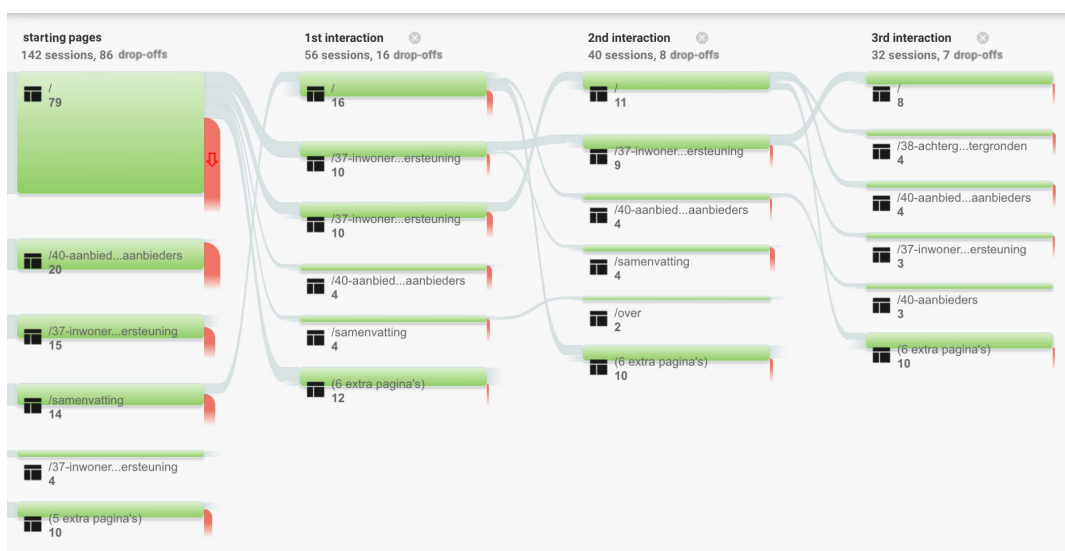 starting pages
142 sessions, 86 drop-offs
/
79
/40-aanbied...aanbieders
20
/37-inwoner...ersteuning
15
/samenvatting
14
/37-inwoner...ersteuning
4
(5 extra pagina's)
10
1st interaction
56 sessions, 16 drop-offs
/
16
/37-inwoner...ersteuning
10
/37-inwoner...ersteuning
10
/40-aanbied...aanbieders
4
/samenvatting
4
(6 extra pagina's)
12
2nd interaction
40 sessions, 8 drop-offs
/
11
/37-inwoner...ersteuning
9
/40-aanbied...aanbieders
4
/samenvatting
4
/over
2
(6 extra pagina's)
10
3rd interaction
32 sessions, 7 drop-offs
/
8
/38-achterg...tergronden
4
/40-aanbied...aanbieders
4
/37-inwoner...ersteuning
3
/40-aanbieders
3
(6 extra pagina's)
10